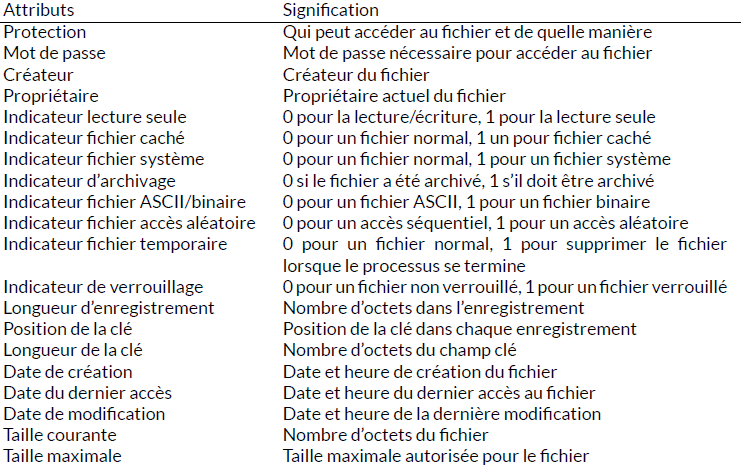 Attributs Signification
Protection Qui peut accéder au fichier et de quelle manière
Mot de passe Mot de passe nécessaire pour accéder au fichier
Créateur Créateur du fichier
Propriétaire Propriétaire actuel du fichier
Indicateur lecture seule 0 pour la lecture/écriture, 1 pour la lecture seule
Indicateur fichier caché 0 pour un fichier normal, 1 un pour fichier caché
Indicateur fichier système 0 pour un fichier normal, 1 pour un fichier système
Indicateur d'archivage 0 si le fichier a été archivé, 1 s'il doit être archivé
Indicateur fichier ASCII/binaire 0 pour un fichier ASCII, 1 pour un fichier binaire
Indicateur fichier accès aléatoire 0 pour un accès séquentiel, 1 pour un accès aléatoire
Indicateur fichier temporaire 0 pour un fichier normal, 1 pour supprimer le fichier
lorsque le processus se termine
Indicateur de verrouillage 0 pour un fichier non verrouillé, 1 pour un fichier verrouillé
Longueur d'enregistrement Nombre d'octets dans l'enregistrement
Position de la clé Position de la clé dans chaque enregistrement
Longueur de la clé Nombre d'octets du champ clé
Date de création Date et heure de création du fichier
Date du dernier accès Date et heure du dernier accès au fichier
Date de modification Date et heure de la dernière modification
Taille courante Nombre d'octets du fichier
Taille maximale Taille maximale autorisée pour le fichier